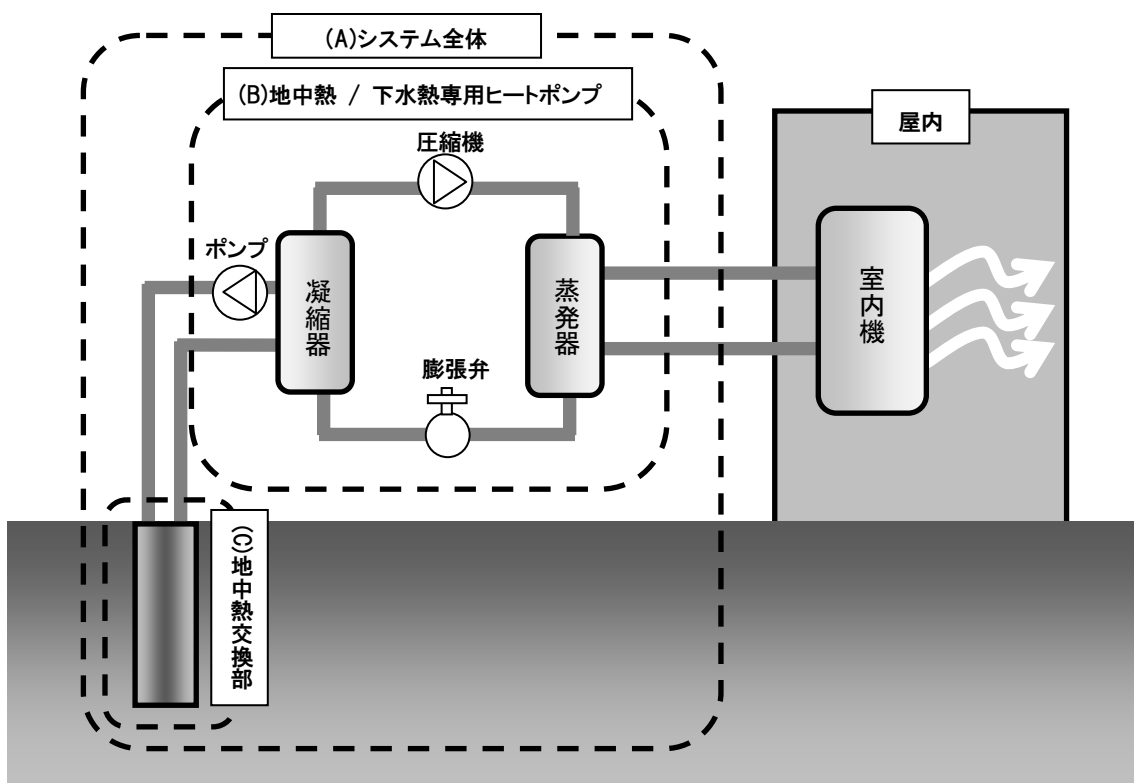 (A)システム全体
(B)地中熱 / 下水熱専用ヒートポンプ
圧縮機
屋内
ポンプ
凝縮器
蒸発器
室内機
膨張弁
(C)地中熱交換部